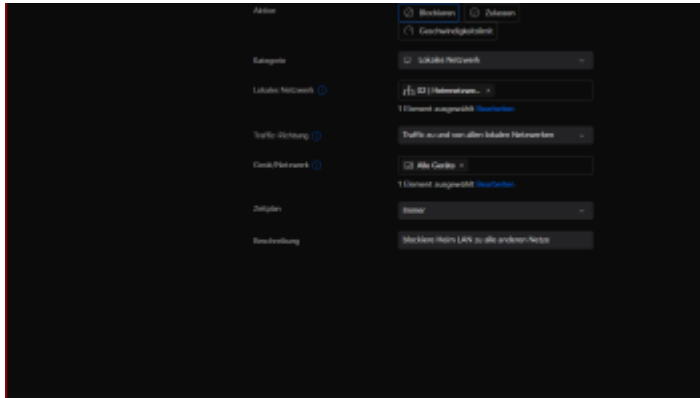 Aktion
Blockieren
Zulassen
Geschwindigkeitslimit
Kategorie
Lokales Netzwerk
Lokales Netzwerk
1 Element ausgewählt Bearbeiten
Traffic-Richtung
Traffic zu und von allen lokalen Netzwerken
Gerät/Netzwerk
Alle Geräte ×
1 Element ausgewählt Bearbeiten
Zeitplan
Immer
Beschreibung
blockiere Heim LAN zu alle anderen Netze